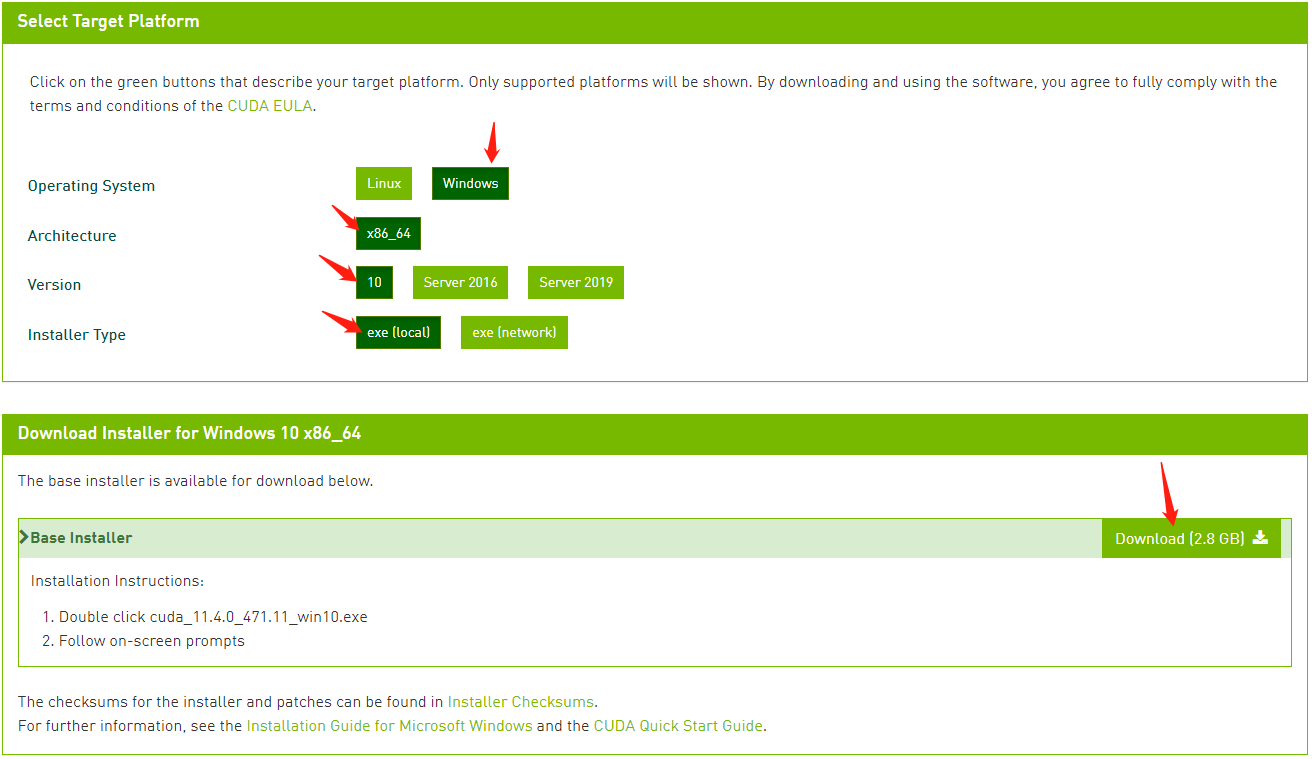 Select Target Platform
Click on the green buttons that describe your target platform. Only supported platforms will be shown. By downloading and using the software, you agree to fully comply with the
terms and conditions of the CUDA EULA.
Operating System Linux Windows
Architecture x86_64
Version 10 Server 2016 Server 2019
Installer Type exe (local) exe (network)
Download Installer for Windows 10 x86_64
The base installer is available for download below.
Base Installer Download (2.8 GB)
Installation Instructions:
1. Double click cuda_11.4.0_471.11_win10.exe
2. Follow on-screen prompts
The checksums for the installer and patches can be found in Installer Checksums.
For further information, see the Installation Guide for Microsoft Windows and the CUDA Quick Start Guide.